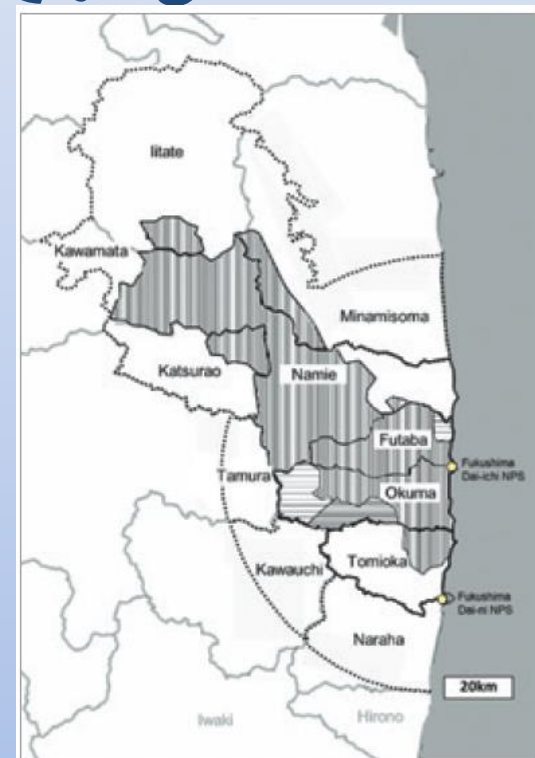 Iitate
Kawamata
Minamisoma
Katsurao
Namie
Futaba
Fukushima
Dai-ichi NPS
Tamura
Okuma
Kawauchi
Tomioka
Fukushima
Dai-ni NPS
Naraha
20km
Iwaki
Hirono